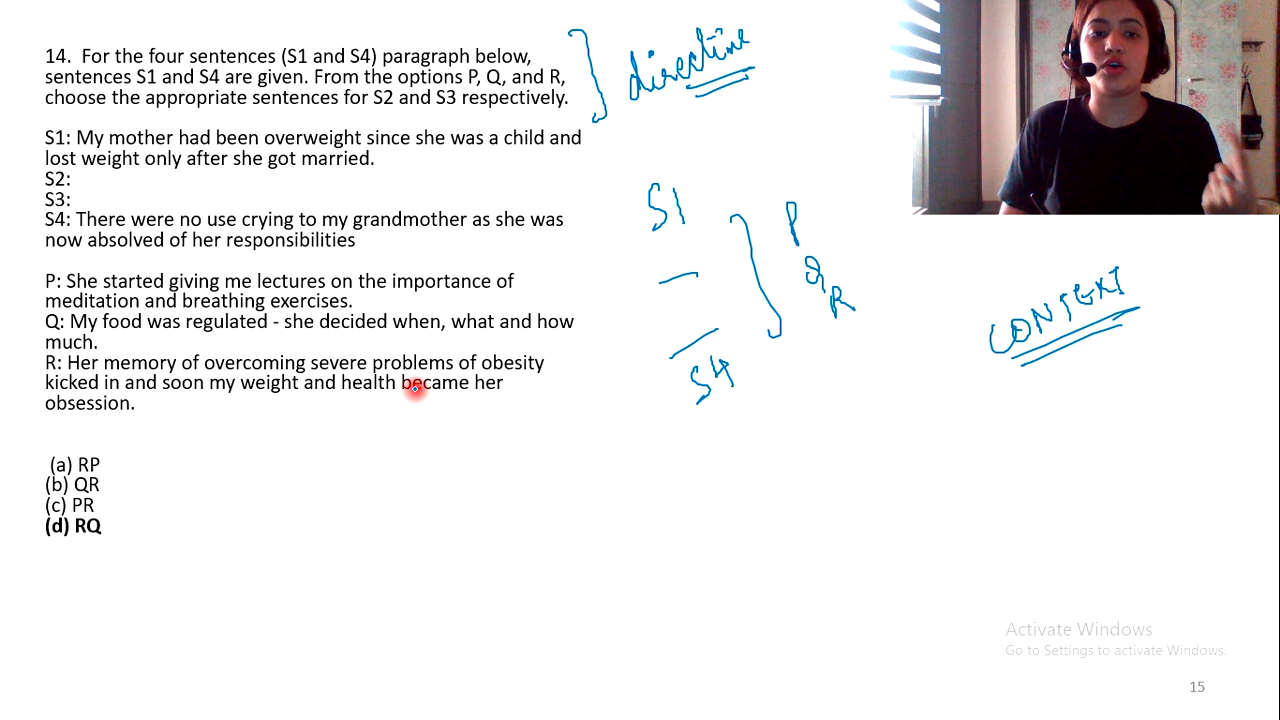 14.  For the four sentences (S1 and S4) paragraph below,
sentences S1 and S4 are given. From the options P, Q, and R,
choose the appropriate sentences for S2 and S3 respectively.
directine
S1: My mother had been overweight since she was a child and
lost weight only after she got married.
S2:
S3:
S4: There were no use crying to my grandmother as she was
now absolved of her responsibilities
S1
S4
P
Q
R
CONTEXT
P: She started giving me lectures on the importance of
meditation and breathing exercises.
Q: My food was regulated - she decided when, what and how
much.
R: Her memory of overcoming severe problems of obesity
kicked in and soon my weight and health became her
obsession.
(a) RP
(b) QR
(c) PR
(d) RQ
Activate Windows
Go to Settings to activate Windows.
15